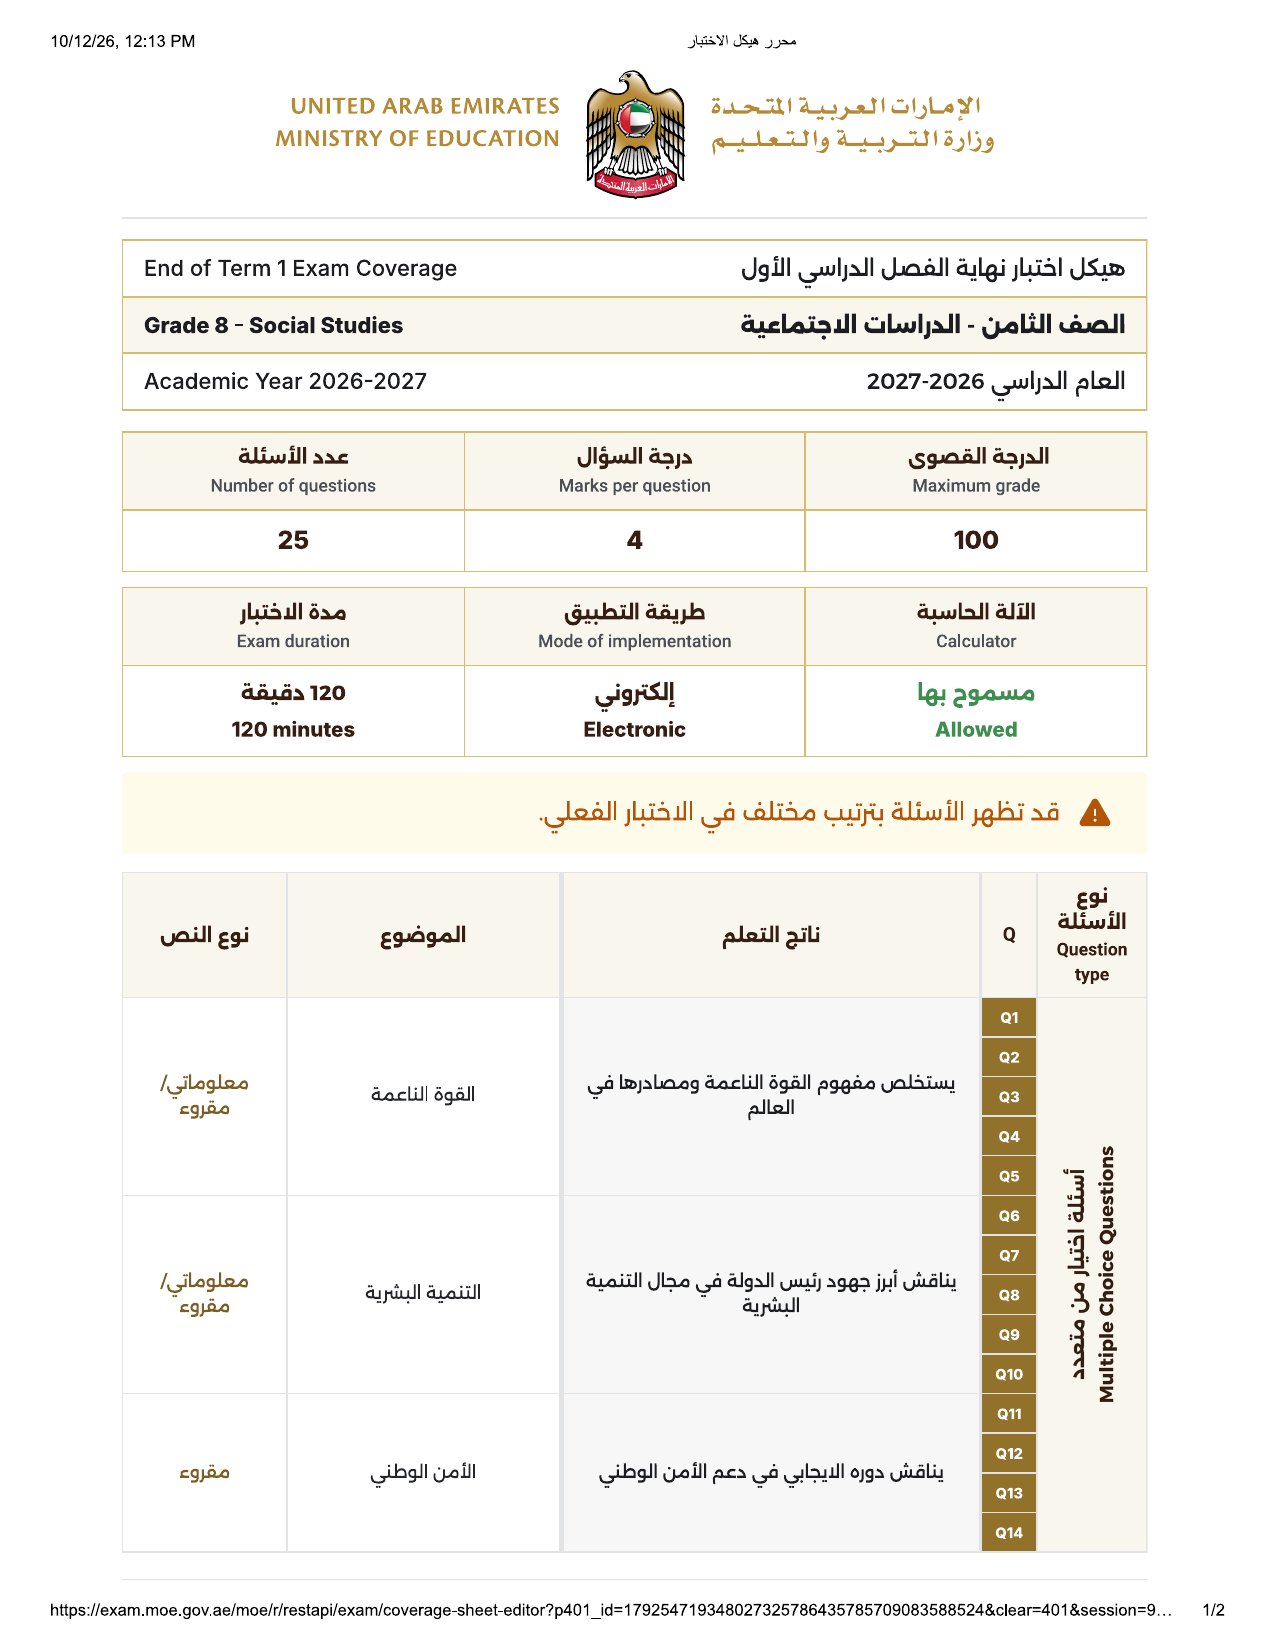 10/12/26, 12:13 PM
محرر هيكل الاختبار
UNITED ARAB EMIRATES
MINISTRY OF EDUCATION
الإمارات العربية المتحدة
وزارة التربية والتعليم
الإمارات العربية المتحدة
End of Term 1 Exam Coverage
هيكل اختبار نهاية الفصل الدراسي الأول
Grade 8 - Social Studies
الصف الثامن - الدراسات الاجتماعية
Academic Year 2026-2027
العام الدراسي 2026-2027
الدرجة القصوى
Maximum grade
درجة السؤال
Marks per question
عدد الأسئلة
Number of questions
100
4
25
الآلة الحاسبة
Calculator
طريقة التطبيق
Mode of implementation
مدة الاختبار
Exam duration
مسموح بها
Allowed
إلكتروني
Electronic
120 دقيقة
120 minutes
قد تظهر الأسئلة بترتيب مختلف في الاختبار الفعلي.
نوع
الأسئلة
Question
type
Q
ناتج التعلم
الموضوع
نوع النص
أسئلة اختيار من متعدد
Multiple Choice Questions
Q1
Q2
Q3
Q4
Q5
يستخلص مفهوم القوة الناعمة ومصادرها في
العالم
القوة الناعمة
معلوماتي/
مقروء
Q6
Q7
Q8
Q9
Q10
يناقش أبرز جهود رئيس الدولة في مجال التنمية
البشرية
التنمية البشرية
معلوماتي/
مقروء
Q11
Q12
Q13
Q14
يناقش دوره الايجابي في دعم الأمن الوطني
الأمن الوطني
مقروء
https://exam.moe.gov.ae/moe/r/restapi/exam/coverage-sheet-editor?p401_id=179254719348027325786435785709083588524&clear=401&session=9…
1/2